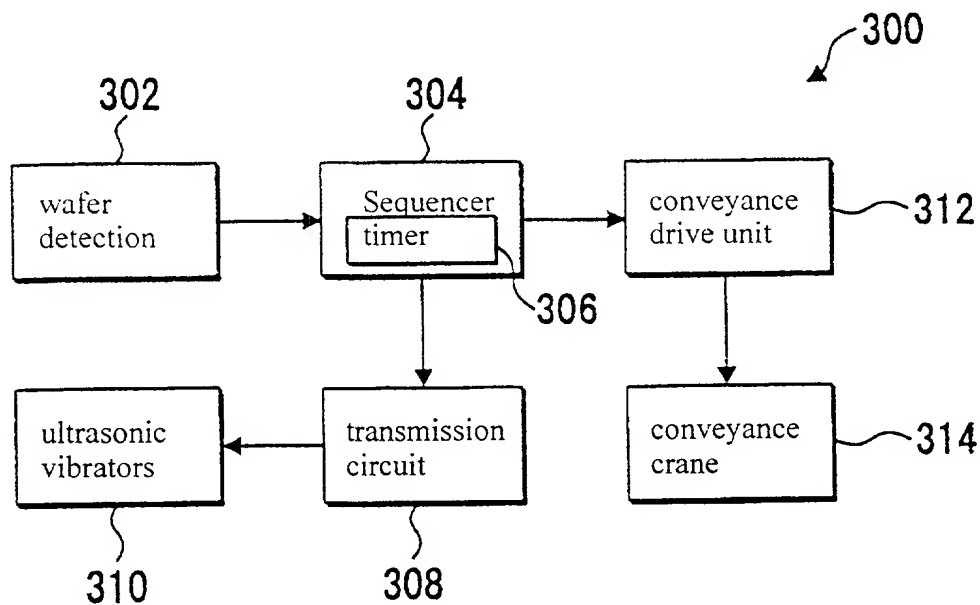 300
302
304
wafer
detection
Sequencer
timer
conveyance
drive unit
312
306
ultrasonic
vibrators
transmission
circuit
conveyance
crane
314
310
308